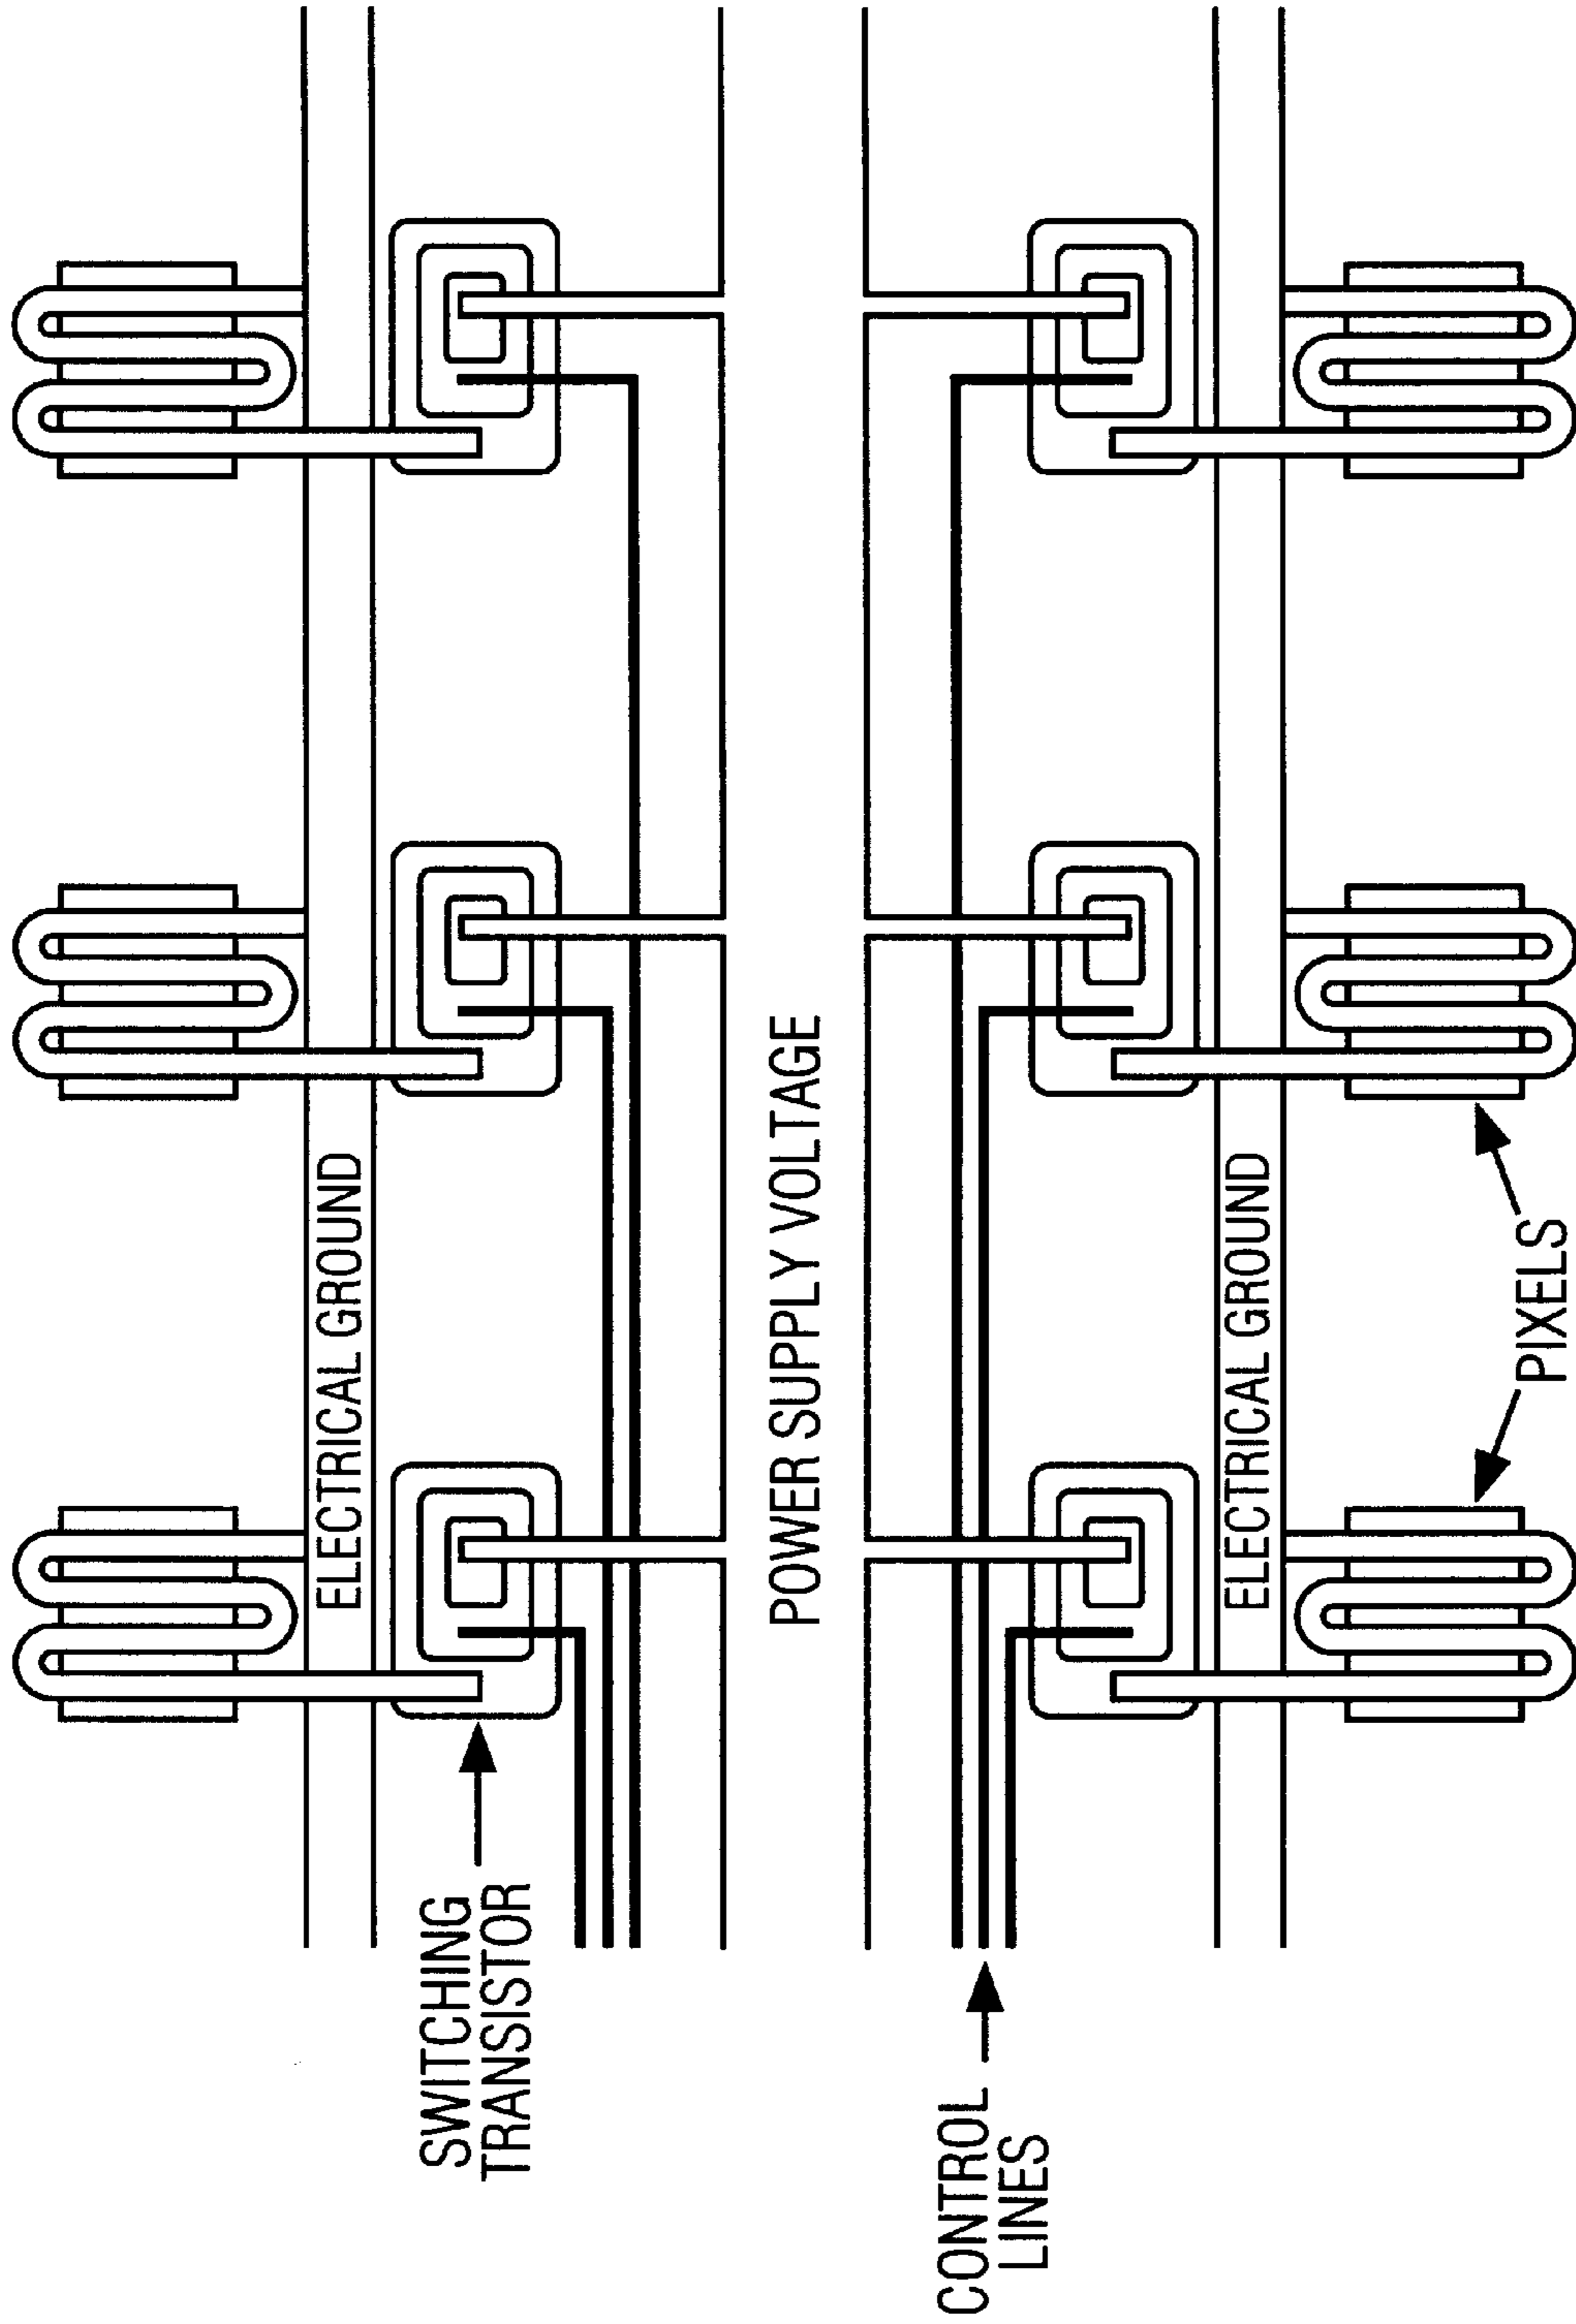 SWITCHING
TRANSISTOR
ELECTRICAL GROUND
POWER SUPPLY VOLTAGE
CONTROL
LINES
ELECTRICAL GROUND
PIXELS